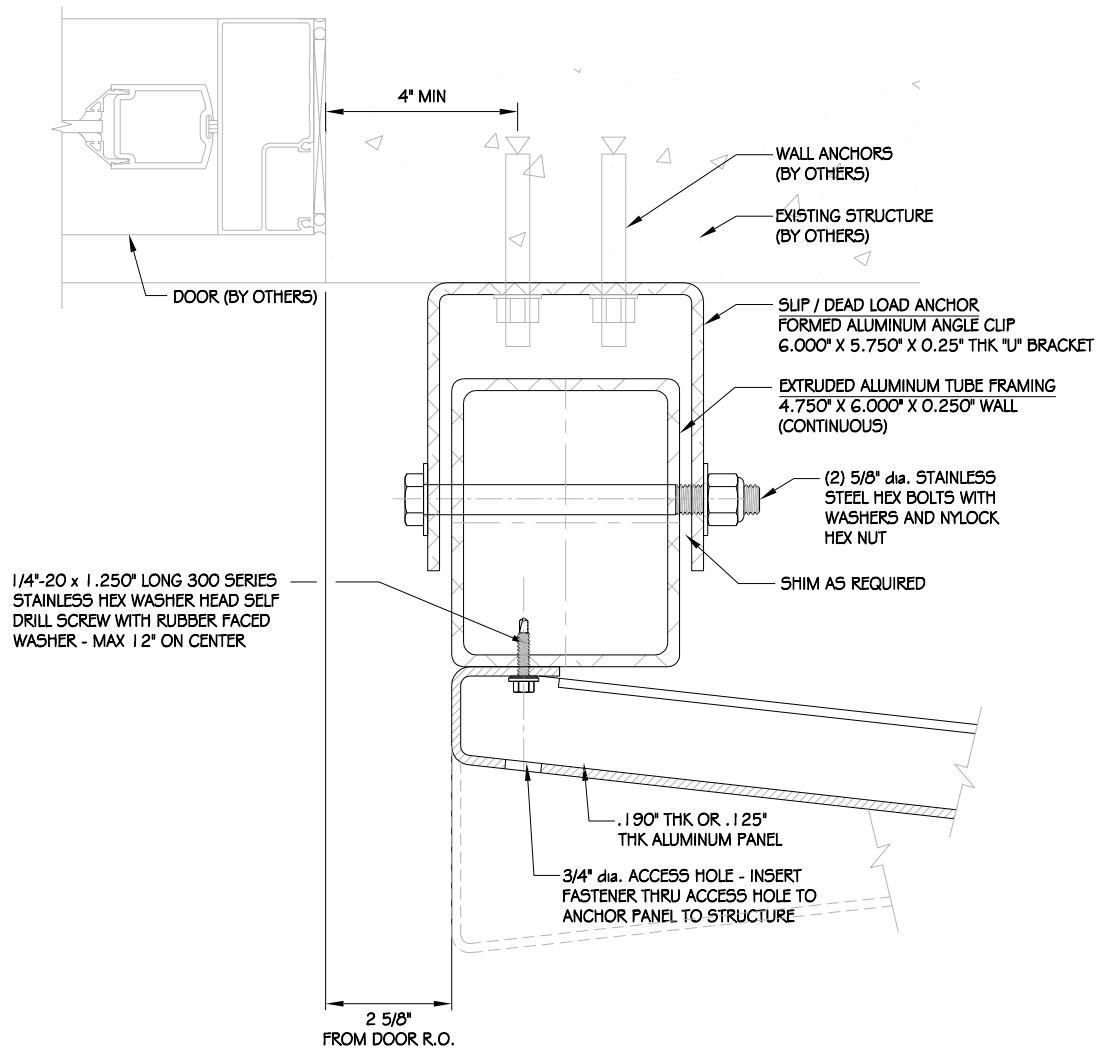 4" MIN
WALL ANCHORS
(BY OTHERS)
EXISTING STRUCTURE
(BY OTHERS)
DOOR (BY OTHERS)
SLIP / DEAD LOAD ANCHOR
FORMED ALUMINUM ANGLE CLIP
6.000" X 5.750" X 0.25" THK "U" BRACKET
EXTRUDED ALUMINUM TUBE FRAMING
4.750" X 6.000" X 0.250" WALL
(CONTINUOUS)
(2) 5/8" dia. STAINLESS
STEEL HEX BOLTS WITH
WASHERS AND NYLOCK
HEX NUT
SHIM AS REQUIRED
1/4"-20 x 1.250" LONG 300 SERIES
STAINLESS HEX WASHER HEAD SELF
DRILL SCREW WITH RUBBER FACED
WASHER - MAX 12" ON CENTER
.190" THK OR .125"
THK ALUMINUM PANEL
3/4" dia. ACCESS HOLE - INSERT
FASTENER THRU ACCESS HOLE TO
ANCHOR PANEL TO STRUCTURE
2 5/8"
FROM DOOR R.O.